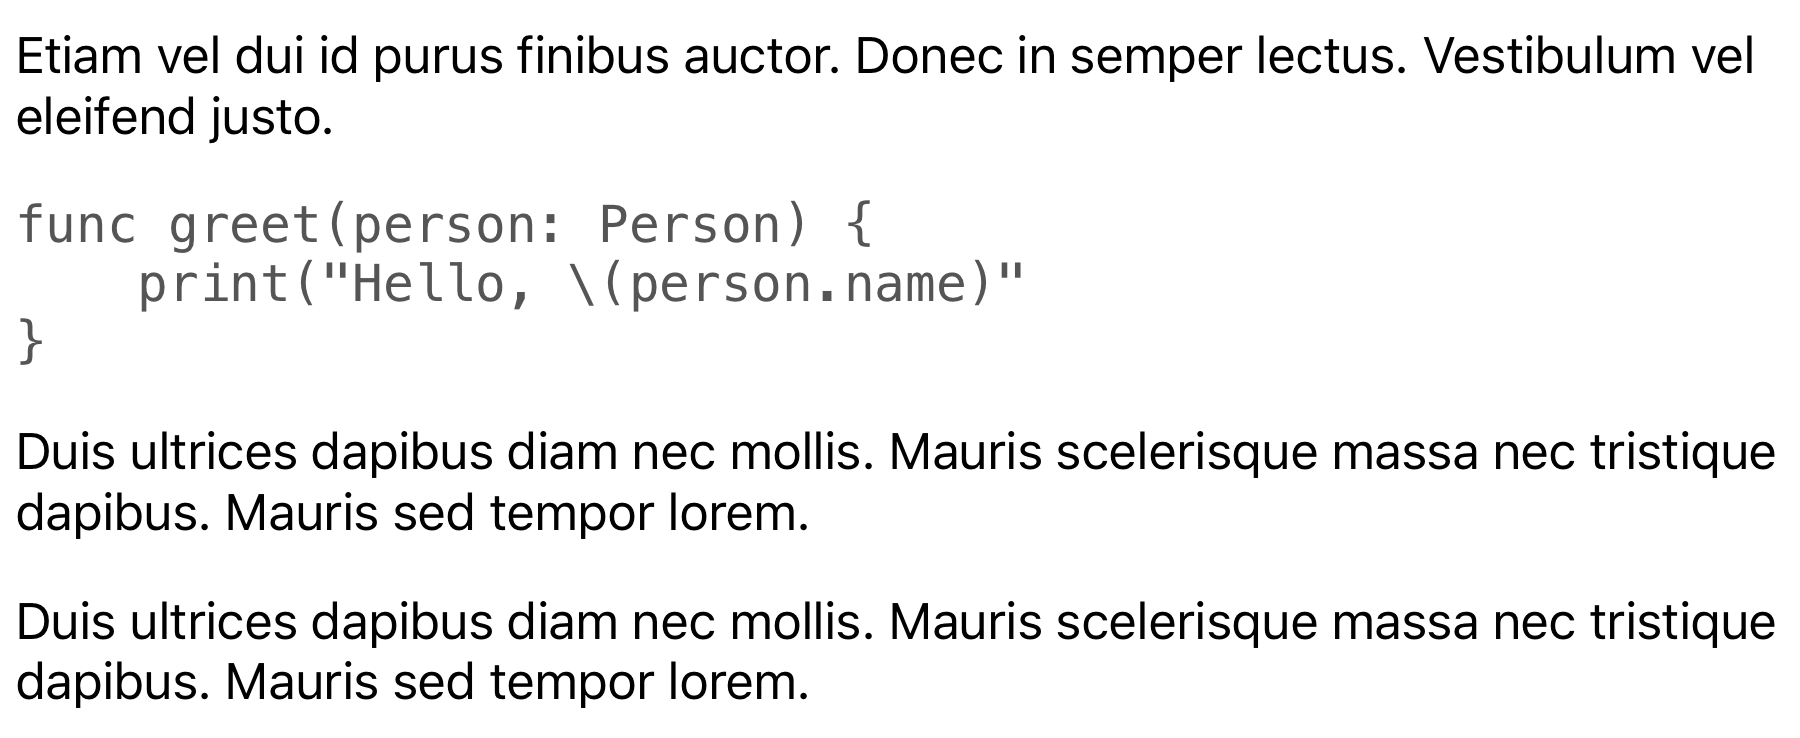 Etiam vel dui id purus finibus auctor. Donec in semper lectus. Vestibulum vel
eleifend justo.
func greet(person: Person) {
    print("Hello, \(person.name)"
}
Duis ultrices dapibus diam nec mollis. Mauris scelerisque massa nec tristique
dapibus. Mauris sed tempor lorem.
Duis ultrices dapibus diam nec mollis. Mauris scelerisque massa nec tristique
dapibus. Mauris sed tempor lorem.